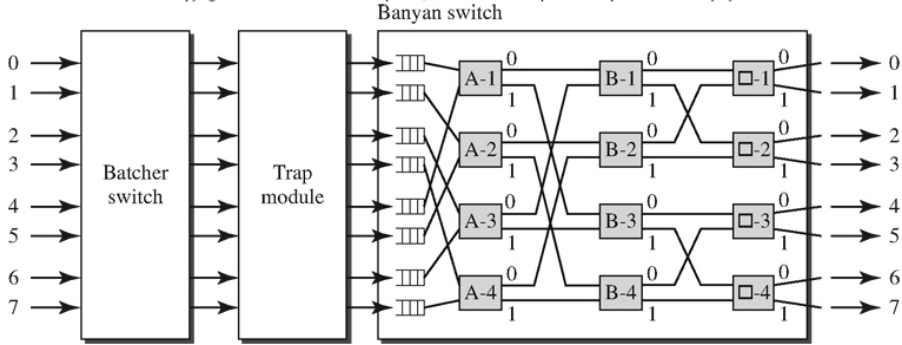 Banyan switch
0 0 0 0 0
A-1 B-1 □-1
1 1 1 1 1
2 0 0 0 2
A-2 B-2 □-2
3 1 1 1 3
Batcher
switch
Trap
module
4 0 0 0 4
A-3 B-3 □-3
5 1 1 1 5
6 0 0 0 6
A-4 B-4 □-4
7 1 1 1 7